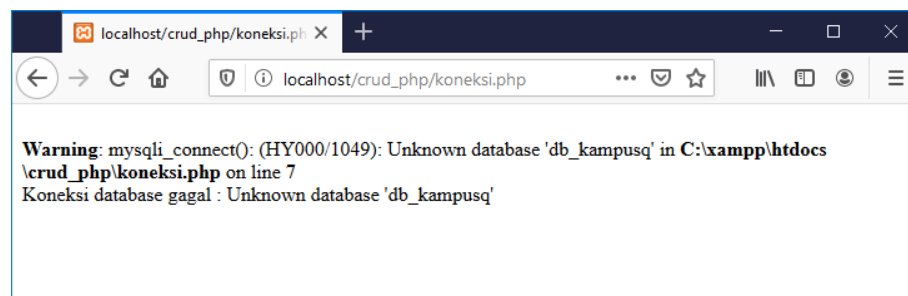 localhost/crud_php/koneksi.ph
localhost/crud_php/koneksi.php
Warning: mysqli_connect(): (HY000/1049): Unknown database 'db_kampusq' in C:\xampp\htdocs
\crud_php\koneksi.php on line 7
Koneksi database gagal : Unknown database 'db_kampusq'